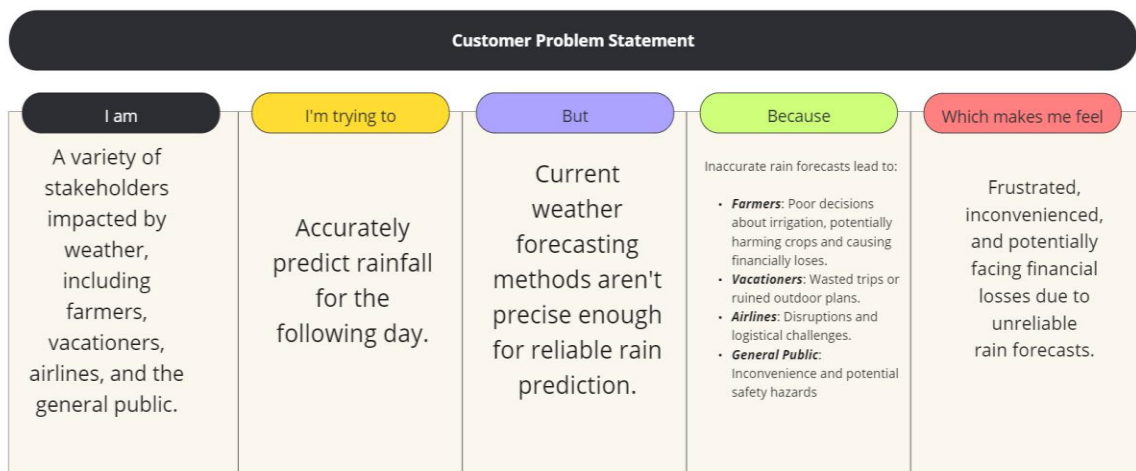 Customer Problem Statement
I am
A variety of
stakeholders
impacted by
weather,
including
farmers,
vacationers,
airlines, and the
general public.
I'm trying to
Accurately
predict rainfall
for the
following day.
But
Current
weather
forecasting
methods aren't
precise enough
for reliable rain
prediction.
Because
Inaccurate rain forecasts lead to:
• Farmers: Poor decisions
about irrigation, potentially
harming crops and causing
financially loses.
• Vacationers: Wasted trips or
ruined outdoor plans.
• Airlines: Disruptions and
logistical challenges.
• General Public:
Inconvenience and potential
safety hazards
Which makes me feel
Frustrated,
inconvenienced,
and potentially
facing financial
losses due to
unreliable
rain forecasts.